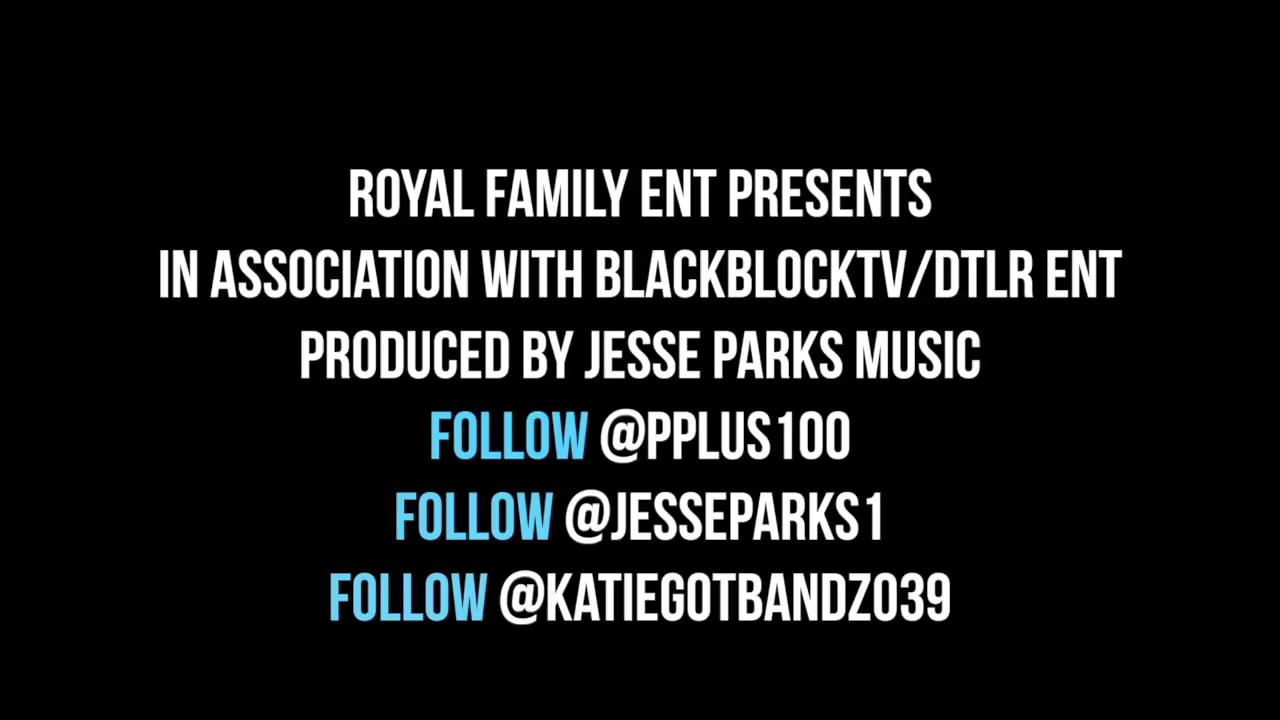 ROYAL FAMILY ENT PRESENTS
IN ASSOCIATION WITH BLACKBLOCKTV/DTLR ENT
PRODUCED BY JESSE PARKS MUSIC
FOLLOW @PPLUS100
FOLLOW @JESSEPARKS1
FOLLOW @KATIEGOTBANDZ039